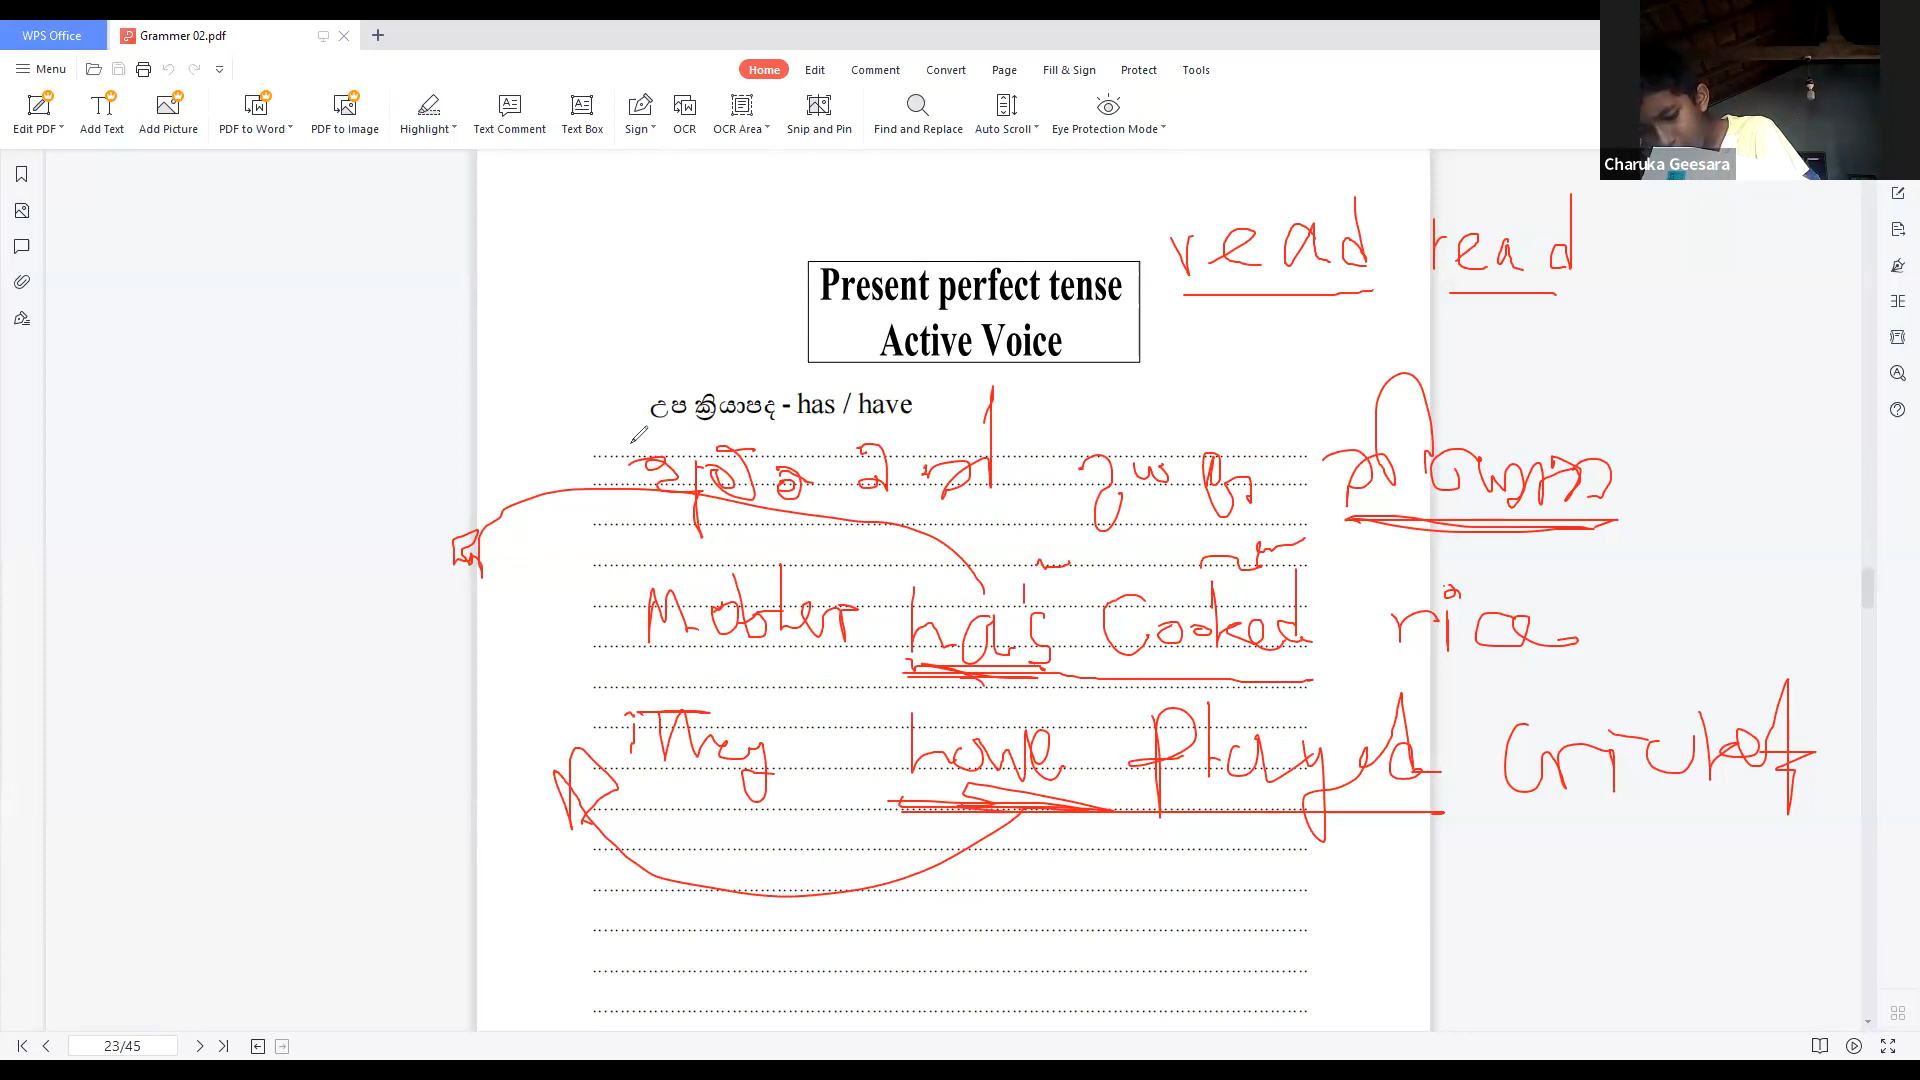 WPS Office Grammer 02.pdf
Menu Home Edit Comment Convert Page Fill & Sign Protect Tools
Edit PDF Add Text Add Picture PDF to Word PDF to Image Highlight Text Comment Text Box Sign OCR OCR Area Snip and Pin Find and Replace Auto Scroll Eye Protection Mode
Charuka Geesara
read read
Present perfect tense
Active Voice
උප ක්‍රියාපද - has / have
Mother has Cooked rice
They have Played Cricket
23/45